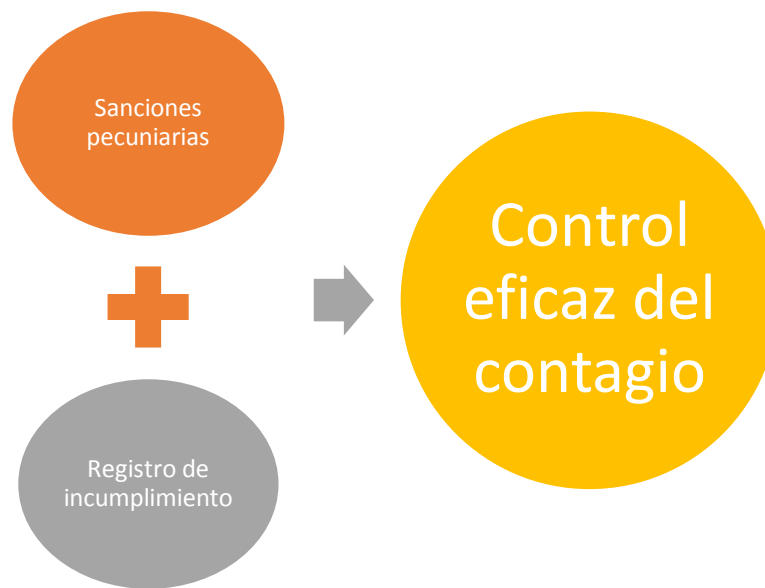 Sanciones
pecuniarias
Registro de
incumplimiento
Control
eficaz del
contagio